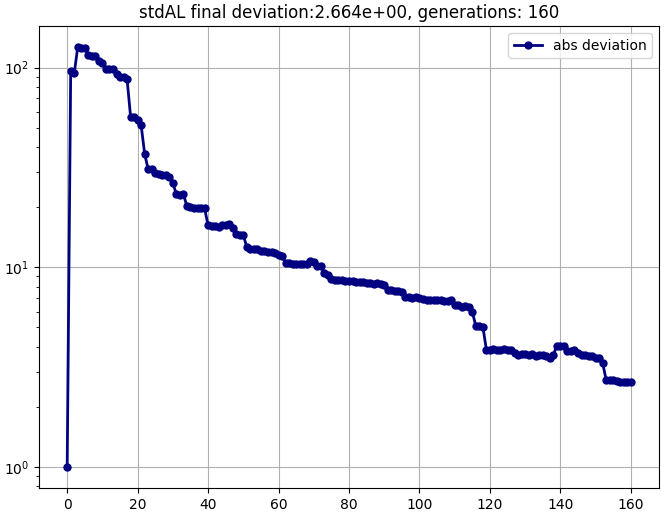 stdAL final deviation:2.664e+00, generations: 160
abs deviation
10²
10¹
10⁰
0 20 40 60 80 100 120 140 160